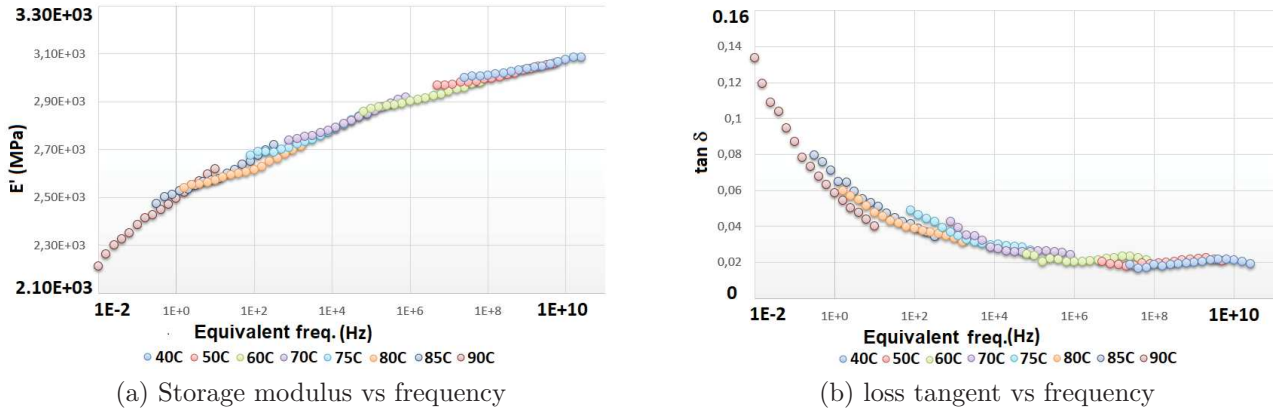 3.30E+03
3,10E+03
2,90E+03
2,70E+03
2,50E+03
2,30E+03
2.10E+03
E' (MPa)
1E-2
1E+0
1E+2
1E+4
1E+6
1E+8
1E+10
Equivalent freq. (Hz)
40C 50C 60C 70C 75C 80C 85C 90C
(a) Storage modulus vs frequency
0.16
0,14
0,12
0,1
0,08
0,06
0,04
0,02
0
tan δ
1E-2
1E+0
1E+2
1E+4
1E+6
1E+8
1E+10
Equivalent freq.(Hz)
40C 50C 60C 70C 75C 80C 85C 90C
(b) loss tangent vs frequency